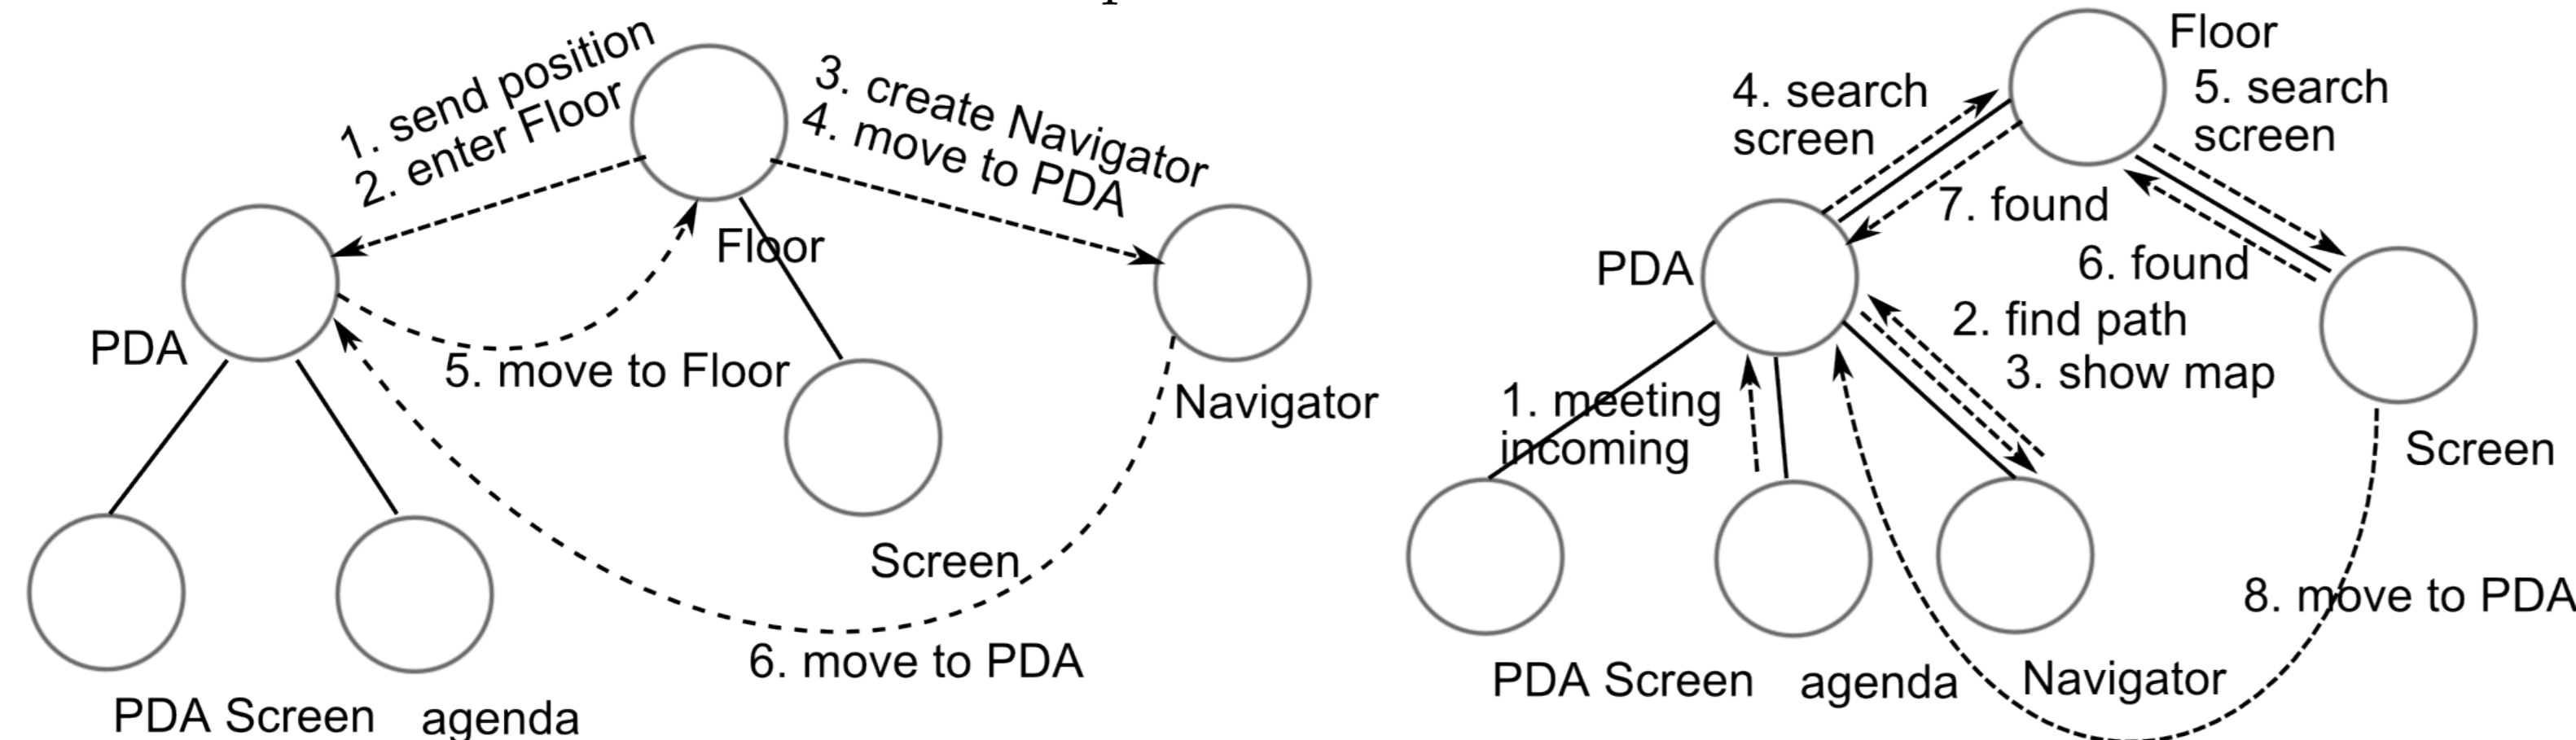 1. send position
2. enter Floor
3. create Navigator
4. move to PDA
Floor
PDA
5. move to Floor
Navigator
Screen
6. move to PDA
PDA Screen
agenda
Floor
4. search
screen
5. search
screen
7. found
PDA
6. found
2. find path
3. show map
1. meeting
incoming
Screen
8. move to PDA
PDA Screen
agenda
Navigator